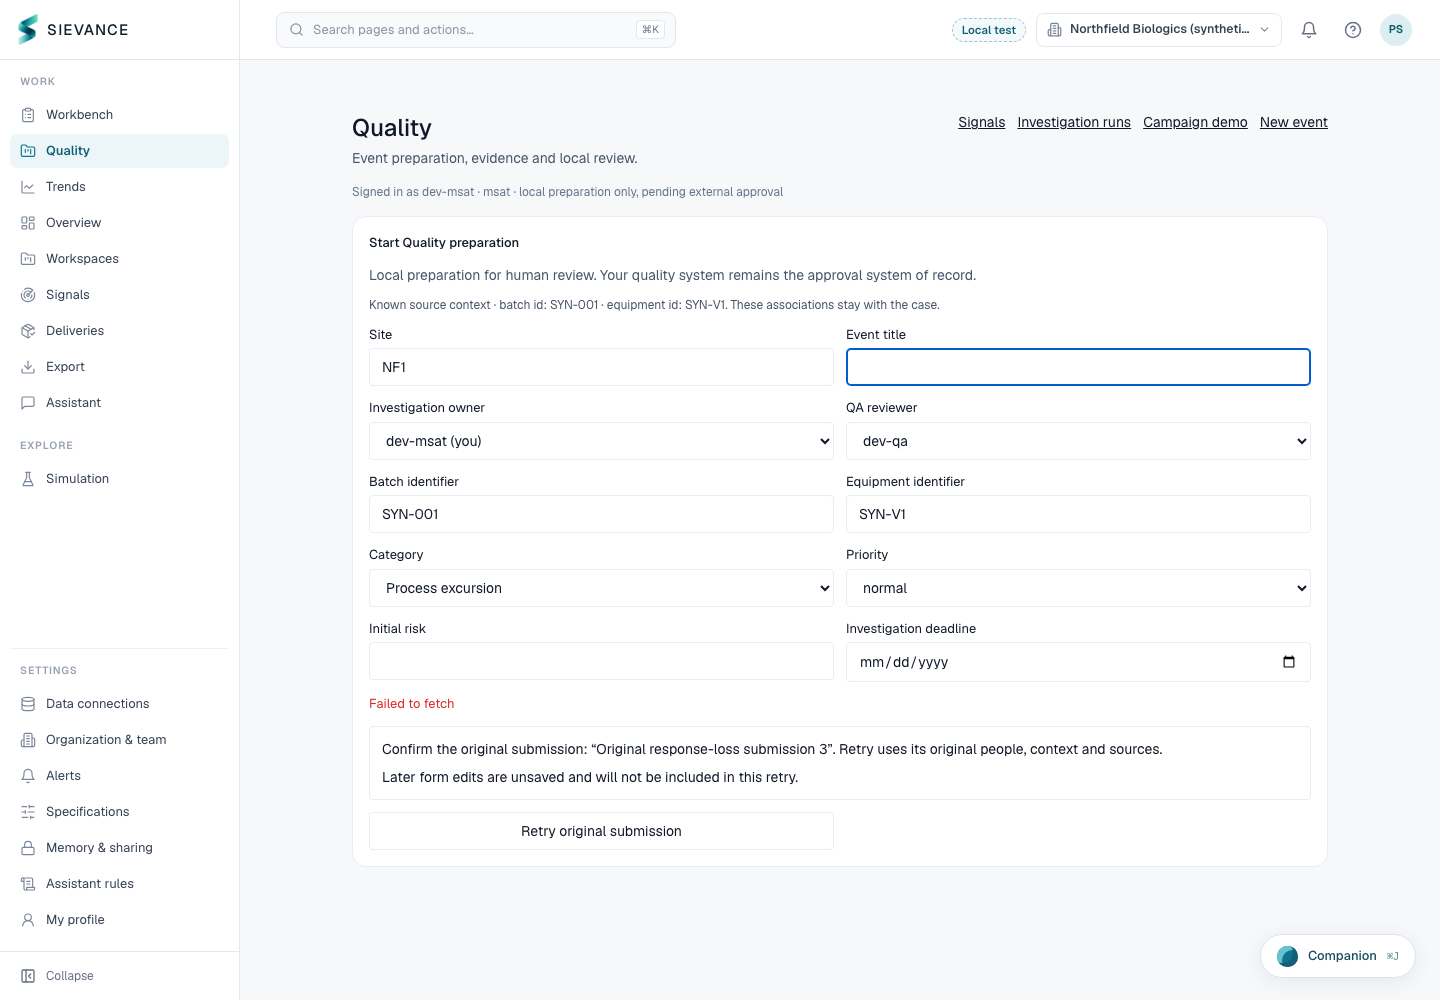 SIEVANCE
Search pages and actions...
⌘K
Local test
Northfield Biologics (syntheti...
PS
WORK
Workbench
Quality
Trends
Overview
Workspaces
Signals
Deliveries
Export
Assistant
EXPLORE
Simulation
SETTINGS
Data connections
Organization & team
Alerts
Specifications
Memory & sharing
Assistant rules
My profile
Collapse
Quality
Signals Investigation runs Campaign demo New event
Event preparation, evidence and local review.
Signed in as dev-msat · msat · local preparation only, pending external approval
Start Quality preparation
Local preparation for human review. Your quality system remains the approval system of record.
Known source context · batch id: SYN-001 · equipment id: SYN-V1. These associations stay with the case.
Site
Event title
NF1
Investigation owner
QA reviewer
dev-msat (you)
dev-qa
Batch identifier
Equipment identifier
SYN-001
SYN-V1
Category
Priority
Process excursion
normal
Initial risk
Investigation deadline
mm/dd/yyyy
Failed to fetch
Confirm the original submission: “Original response-loss submission 3”. Retry uses its original people, context and sources.
Later form edits are unsaved and will not be included in this retry.
Retry original submission
Companion ⌘J